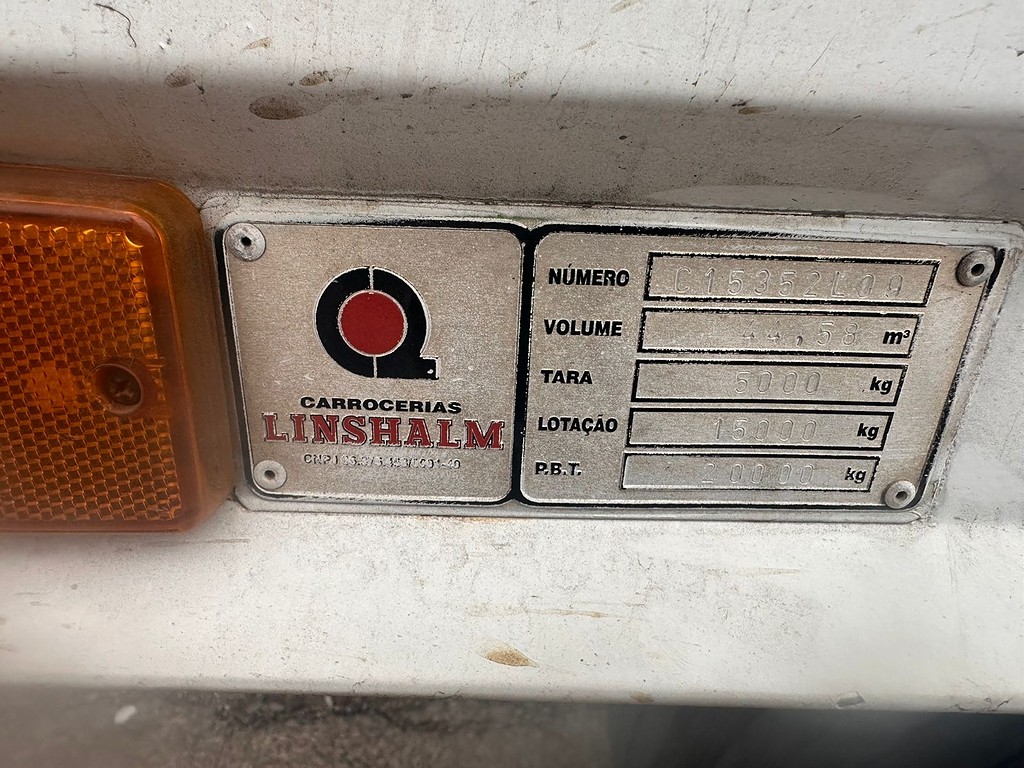 CARROCERIAS
LINSHALM
NÚMERO C15352L09
VOLUME 44,58 m³
TARA 5000 kg
LOTAÇÃO 15000 kg
P.B.T. 20000 kg